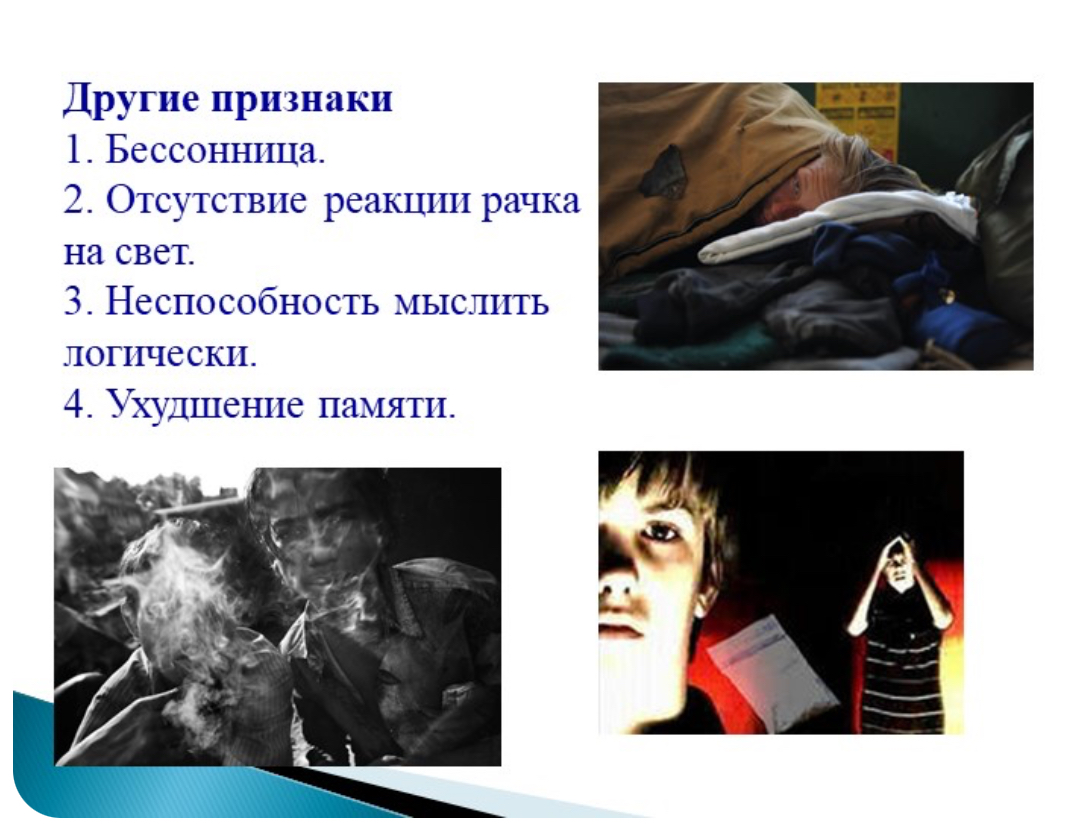 Другие признаки
1. Бессонница.
2. Отсутствие реакции рачка
на свет.
3. Неспособность мыслить
логически.
4. Ухудшение памяти.